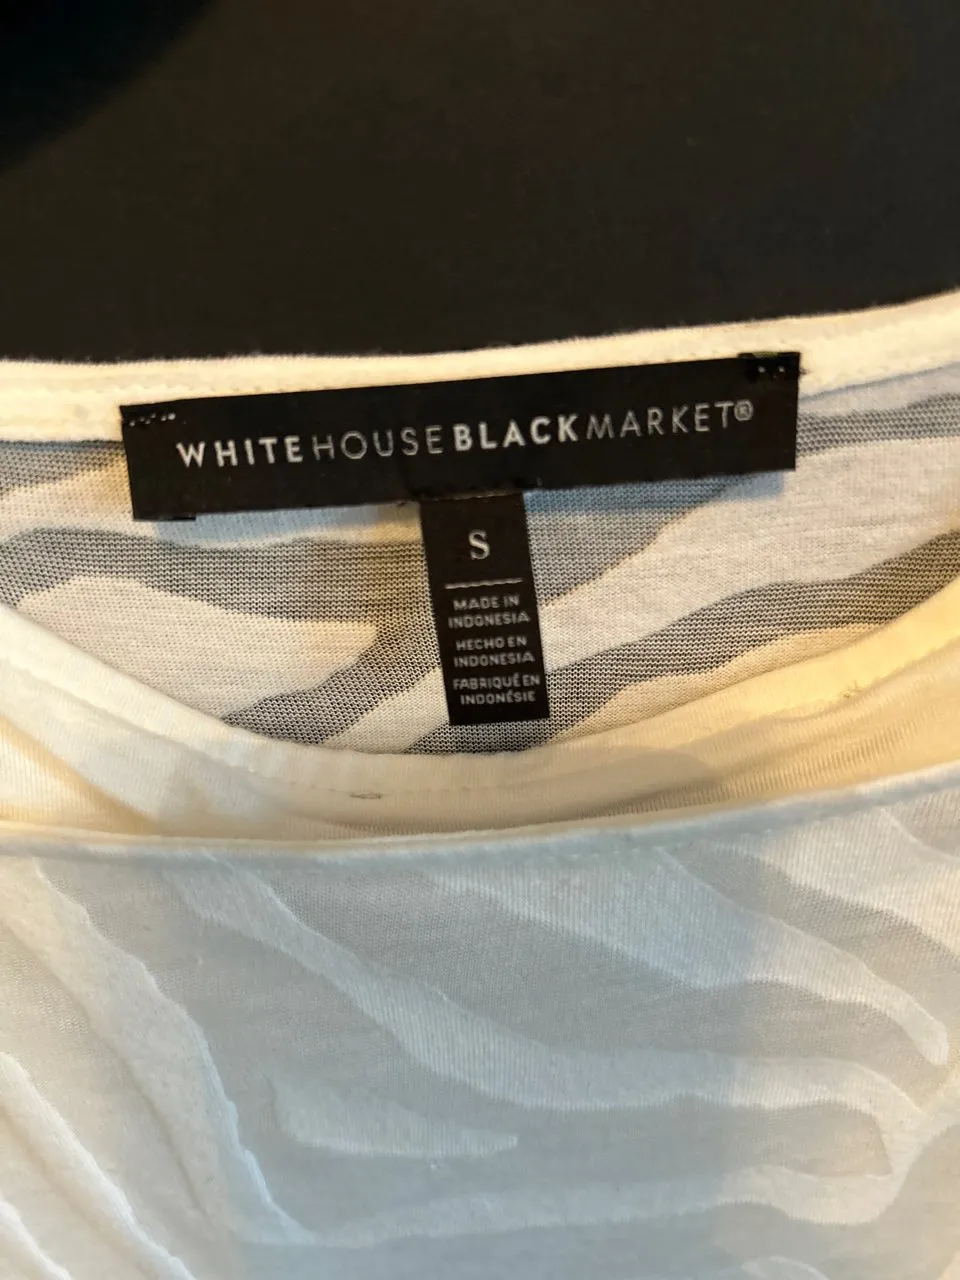 WHITEHOUSEBLACKMARKET®
S
MADE IN
INDONESIA
HECHO EN
INDONESIA
FABRIQUÉ EN
INDONÉSIE